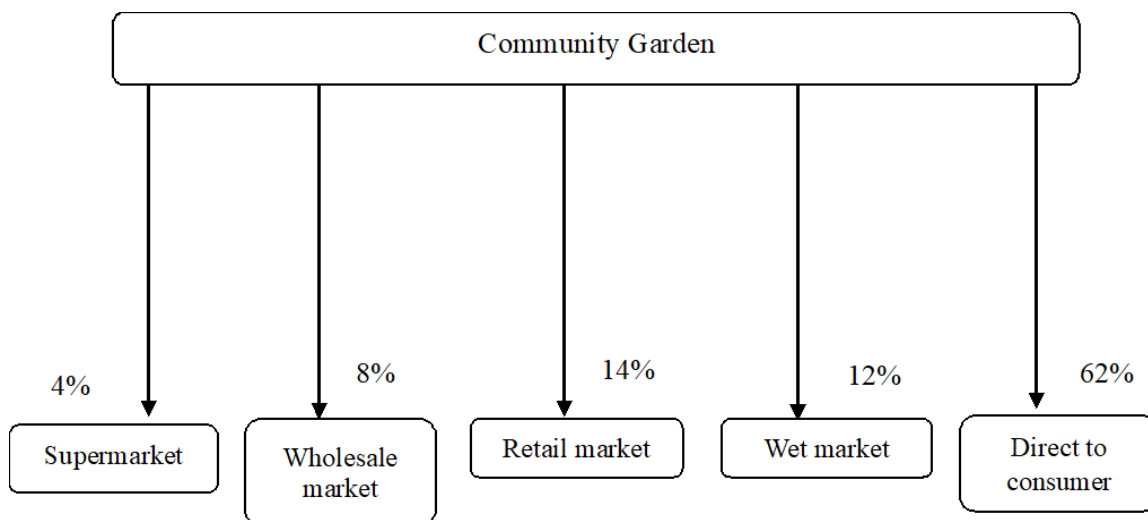 Community Garden
4%
8%
14%
12%
62%
Supermarket
Wholesale
market
Retail market
Wet market
Direct to
consumer